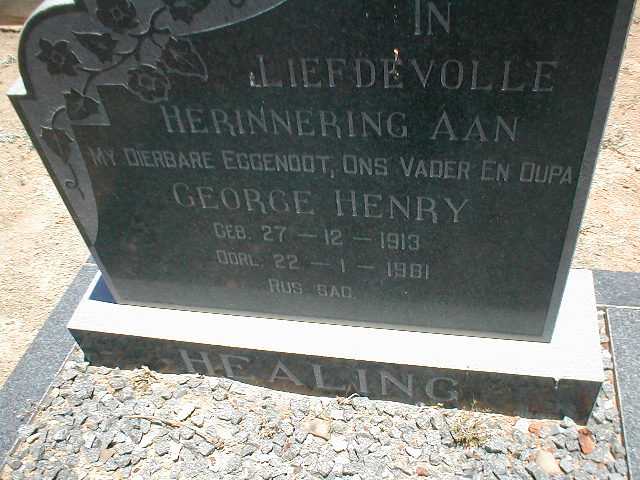 IN
LIEFDEVOLLE
HERINNERING AAN
MY DIERBARE EGGENOOT, ONS VADER EN OUPA
GEORGE HENRY
GEB. 27 – 12 – 1913
OORL. 22 – 1 – 1981
RUS SAG.
HEALING